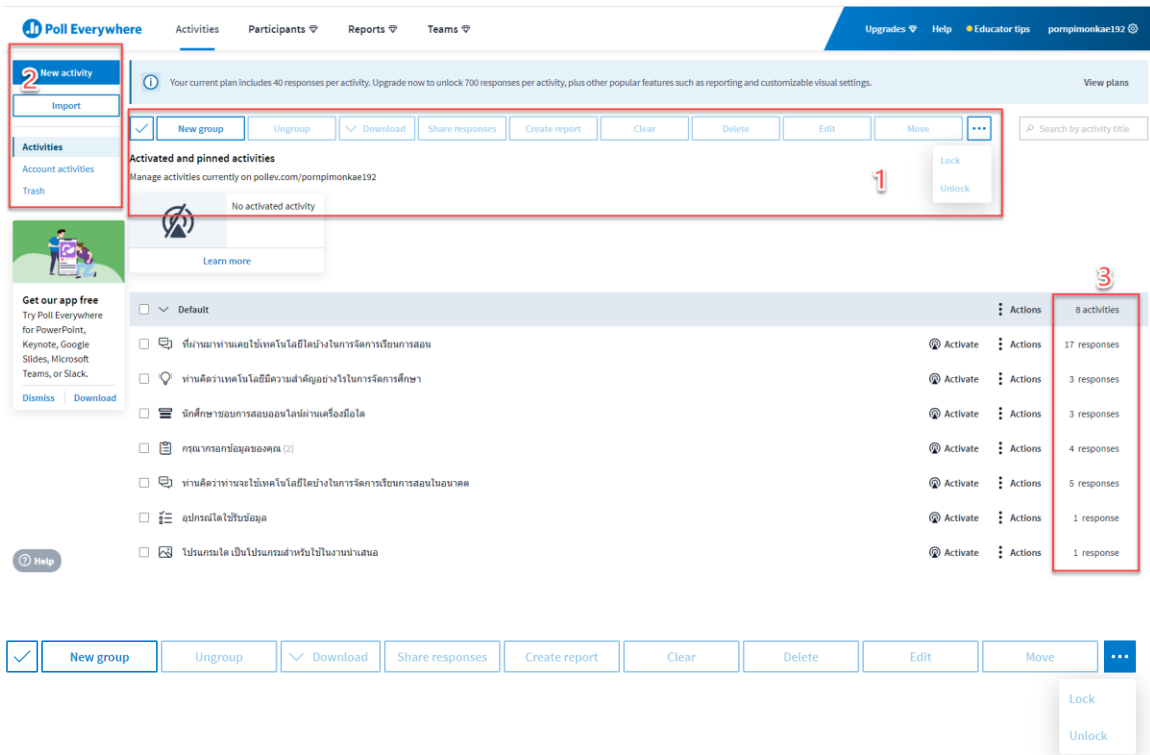 Poll Everywhere
Activities
Participants
Reports
Teams
Upgrades
Help
Educator tips
pornpimonkae192
2
New activity
Import
Activities
Account activities
Trash
Your current plan includes 40 responses per activity. Upgrade now to unlock 700 responses per activity, plus other popular features such as reporting and customizable visual settings.
View plans
New group
Ungroup
Download
Share responses
Create report
Clear
Delete
Edit
Move
...
Search by activity title
Lock
Unlock
1
Activated and pinned activities
Manage activities currently on pollev.com/pornpimonkae192
No activated activity
Learn more
Get our app free
Try Poll Everywhere
for PowerPoint,
Keynote, Google
Slides, Microsoft
Teams, or Slack.
Dismiss
Download
3
Default
Actions
8 activities
ที่ผ่านมาท่านเคยใช้เทคโนโลยีใดบ้างในการจัดการเรียนการสอน
Activate
Actions
17 responses
ท่านคิดว่าเทคโนโลยีมีความสำคัญอย่างไรในการจัดการศึกษา
Activate
Actions
3 responses
นักศึกษาชอบการสอบออนไลน์ผ่านเครื่องมือใด
Activate
Actions
3 responses
กรุณากรอกข้อมูลของคุณ (2)
Activate
Actions
4 responses
ท่านคิดว่าท่านจะใช้เทคโนโลยีใดบ้างในการจัดการเรียนการสอนในอนาคต
Activate
Actions
5 responses
อุปกรณ์ใดใช้รับข้อมูล
Activate
Actions
1 response
โปรแกรมใด เป็นโปรแกรมสำหรับใช้ในงานนำเสนอ
Activate
Actions
1 response
Help
New group
Ungroup
Download
Share responses
Create report
Clear
Delete
Edit
Move
...
Lock
Unlock